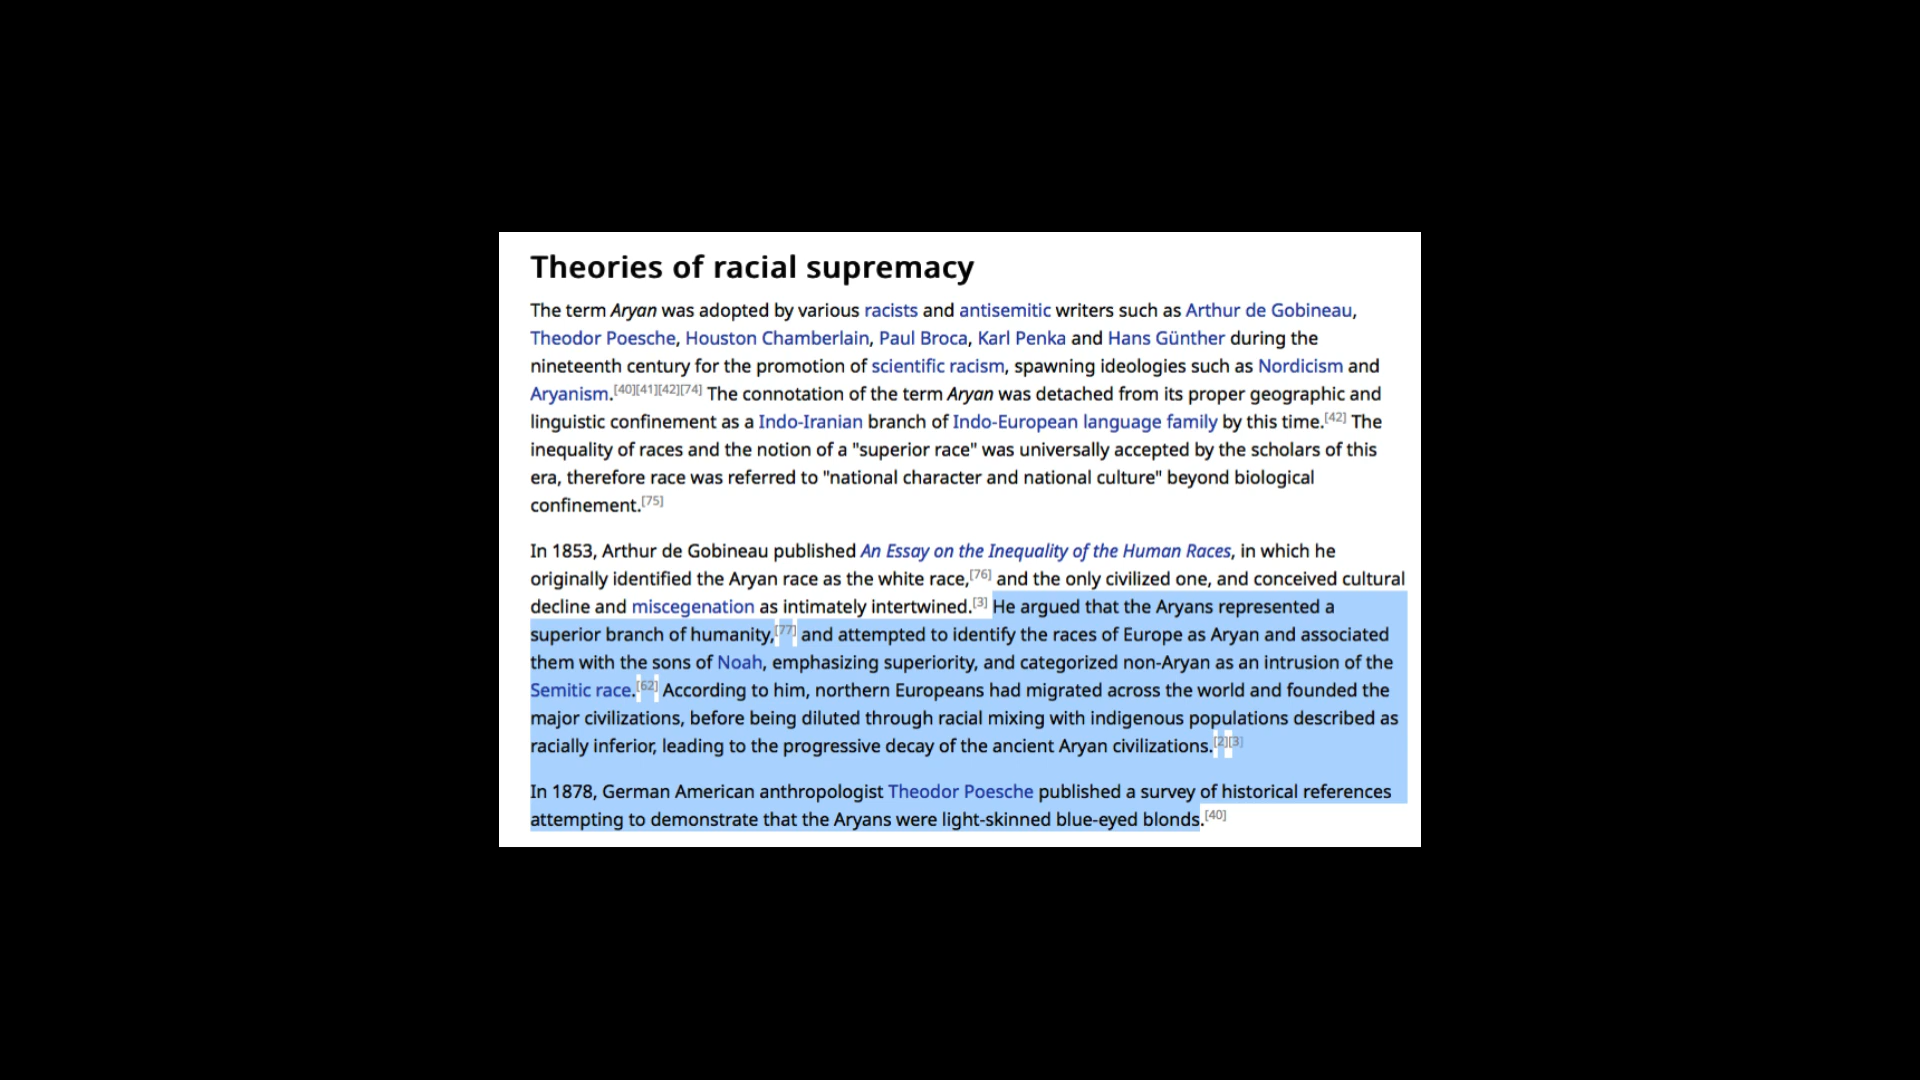 Theories of racial supremacy
The term Aryan was adopted by various racists and antisemitic writers such as Arthur de Gobineau,
Theodor Poesche, Houston Chamberlain, Paul Broca, Karl Penka and Hans Günther during the
nineteenth century for the promotion of scientific racism, spawning ideologies such as Nordicism and
Aryanism.[40][41][42][74] The connotation of the term Aryan was detached from its proper geographic and
linguistic confinement as a Indo-Iranian branch of Indo-European language family by this time.[42] The
inequality of races and the notion of a "superior race" was universally accepted by the scholars of this
era, therefore race was referred to "national character and national culture" beyond biological
confinement.[75]
In 1853, Arthur de Gobineau published An Essay on the Inequality of the Human Races, in which he
originally identified the Aryan race as the white race,[76] and the only civilized one, and conceived cultural
decline and miscegenation as intimately intertwined.[3] He argued that the Aryans represented a
superior branch of humanity,[77] and attempted to identify the races of Europe as Aryan and associated
them with the sons of Noah, emphasizing superiority, and categorized non-Aryan as an intrusion of the
Semitic race.[62] According to him, northern Europeans had migrated across the world and founded the
major civilizations, before being diluted through racial mixing with indigenous populations described as
racially inferior, leading to the progressive decay of the ancient Aryan civilizations.[2][3]
In 1878, German American anthropologist Theodor Poesche published a survey of historical references
attempting to demonstrate that the Aryans were light-skinned blue-eyed blonds.[40]